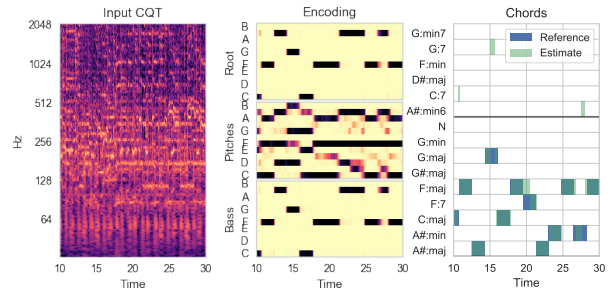 Input CQT
2048
1024
512
256
128
64
Hz
10
15
20
25
30
Time
Encoding
Root
B
A
G
F
E
D
C
Pitches
B
A
G
F
E
D
C
Bass
B
A
G
F
E
D
C
10
15
20
25
30
Time
Chords
Reference
Estimate
G:min7
G:7
F:min
D#:maj
C:7
A#:min6
N
G:min
G:maj
G#:maj
F:maj
F:7
C:maj
A#:min
A#:maj
10
15
20
25
30
Time